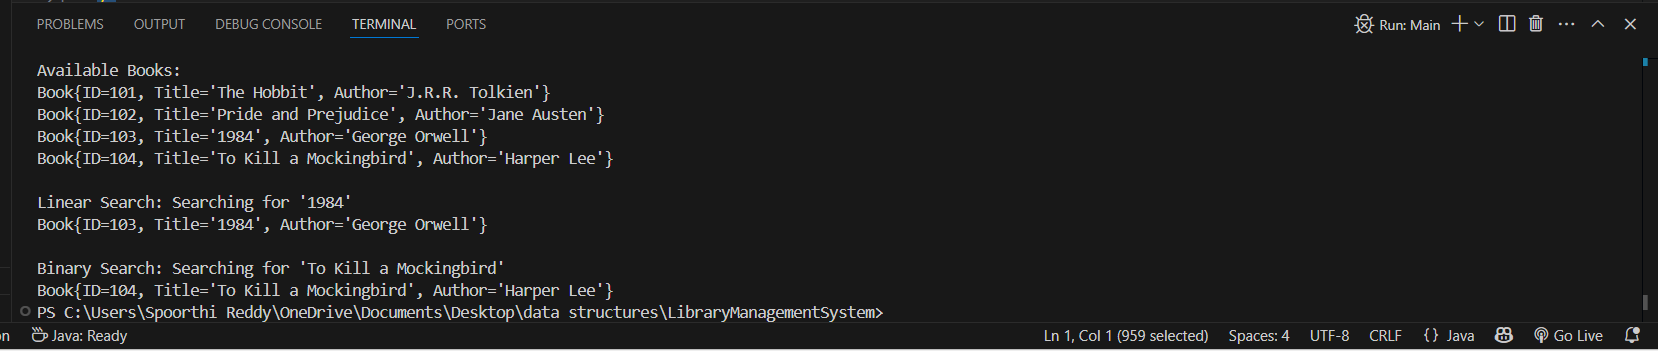 PROBLEMS OUTPUT DEBUG CONSOLE TERMINAL PORTS Run: Main
Available Books:
Book{ID=101, Title='The Hobbit', Author='J.R.R. Tolkien'}
Book{ID=102, Title='Pride and Prejudice', Author='Jane Austen'}
Book{ID=103, Title='1984', Author='George Orwell'}
Book{ID=104, Title='To Kill a Mockingbird', Author='Harper Lee'}
Linear Search: Searching for '1984'
Book{ID=103, Title='1984', Author='George Orwell'}
Binary Search: Searching for 'To Kill a Mockingbird'
Book{ID=104, Title='To Kill a Mockingbird', Author='Harper Lee'}
PS C:\Users\Spoorthi Reddy\OneDrive\Documents\Desktop\data structures\LibraryManagementSystem>
Java: Ready Ln 1, Col 1 (959 selected) Spaces: 4 UTF-8 CRLF {} Java Go Live